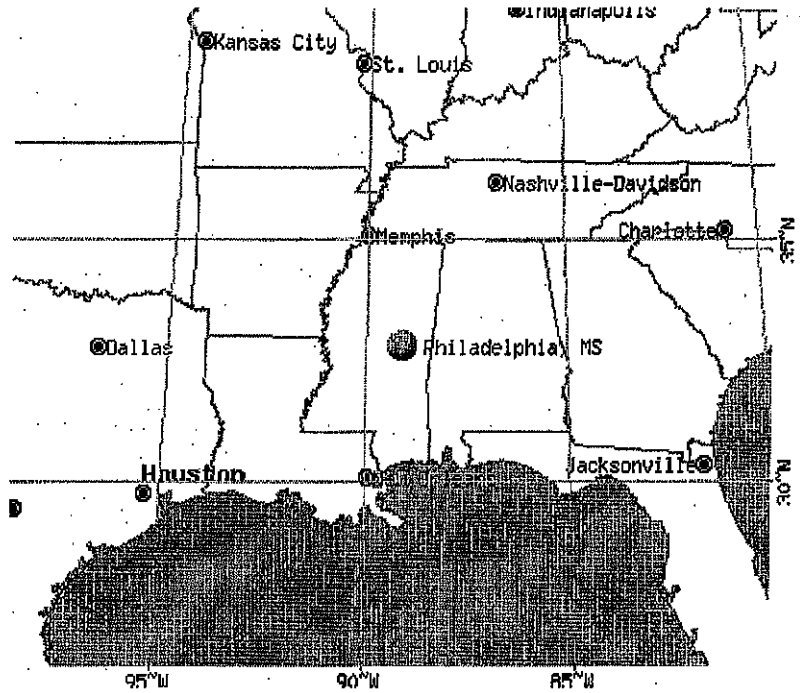 Indianapolis
Kansas City
St. Louis
Nashville-Davidson
Charlotte
Memphis
35°N
Dallas
Philadelphia, MS
Jacksonville
Houston
30°N
95°W
90°W
85°W